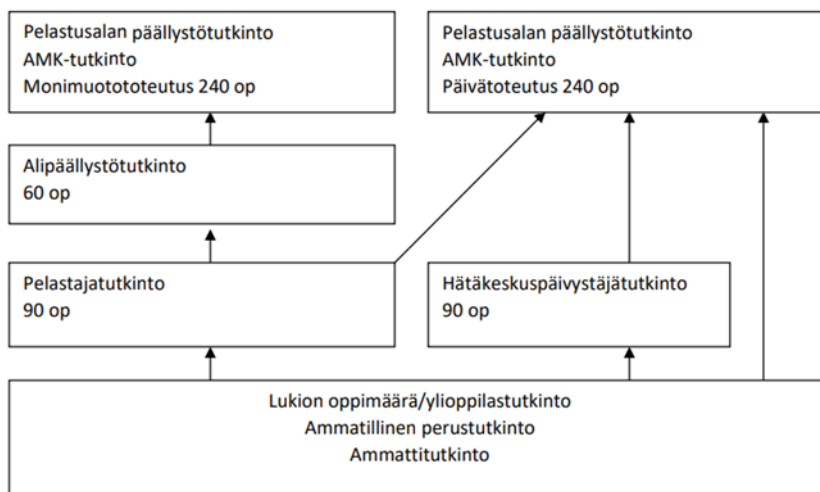 Pelastusalan päällystötutkinto
AMK-tutkinto
Monimuotototeutus 240 op
Pelastusalan päällystötutkinto
AMK-tutkinto
Päivätoteutus 240 op
Alipäällystötutkinto
60 op
Pelastajatutkinto
90 op
Hätäkeskuspäivystäjätutkinto
90 op
Lukion oppimäärä/ylioppilastutkinto
Ammatillinen perustutkinto
Ammattitutkinto